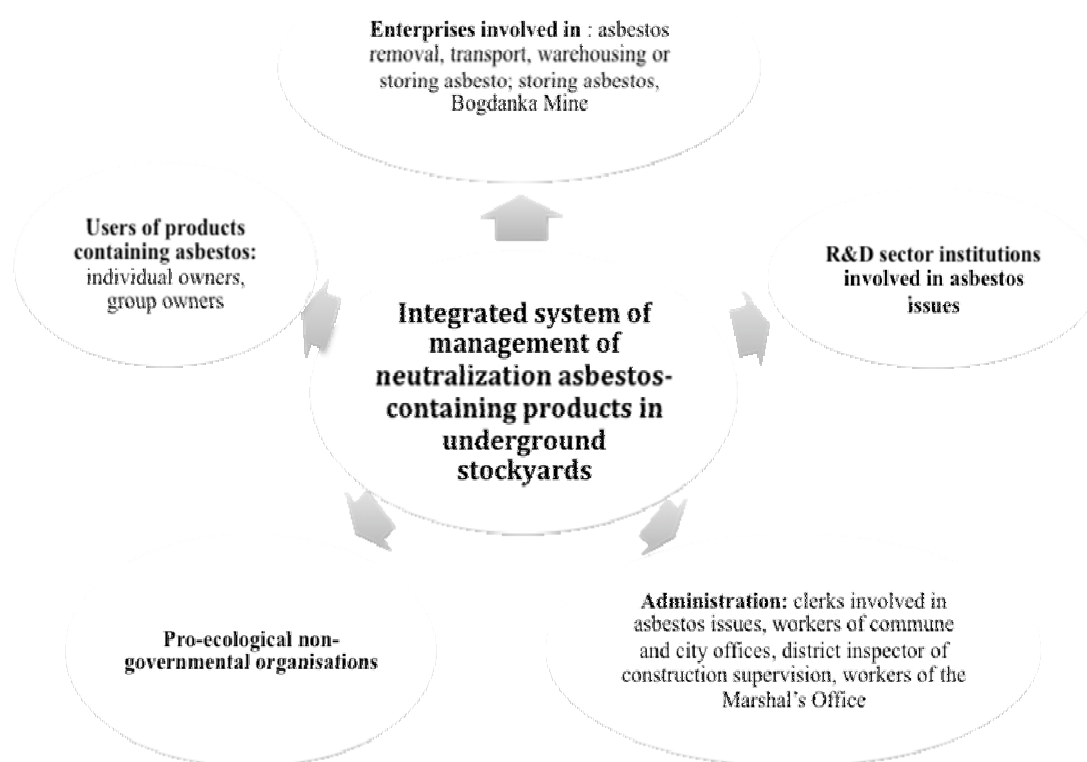 Enterprises involved in : asbestos
removal, transport, warehousing or
storing asbesto; storing asbestos,
Bogdanka Mine
Users of products
containing asbestos:
individual owners,
group owners
R&D sector institutions
involved in asbestos
issues
Integrated system of
management of
neutralization asbestos-
containing products in
underground
stockyards
Pro-ecological non-
governmental organisations
Administration: clerks involved in
asbestos issues, workers of commune
and city offices, district inspector of
construction supervision, workers of the
Marshal's Office